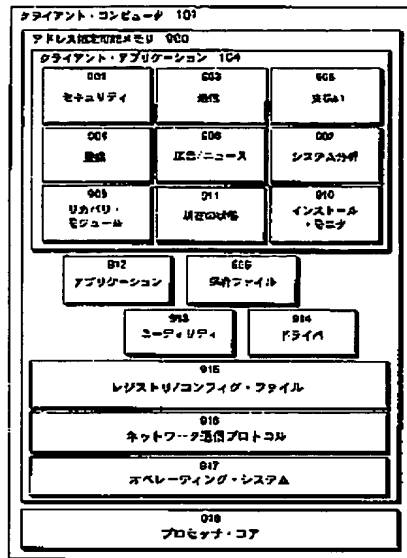 クライアント・コンピュータ 101
アドレス指定可能メモリ 900
クライアント・アプリケーション 104
901
セキュリティ
903
通信
905
支払い
登録
広告/ニュース
システム分析
リカバリ・
モジュール
911
現在の状態
910
インストール
・モニタ
912
アプリケーション
ファイル
913
ユーティリティ
914
ドライバ
915
レジストリ/コンフィグ・ファイル
916
ネットワーク通信プロトコル
917
オペレーティング・システム
918
プロセッサ・コア